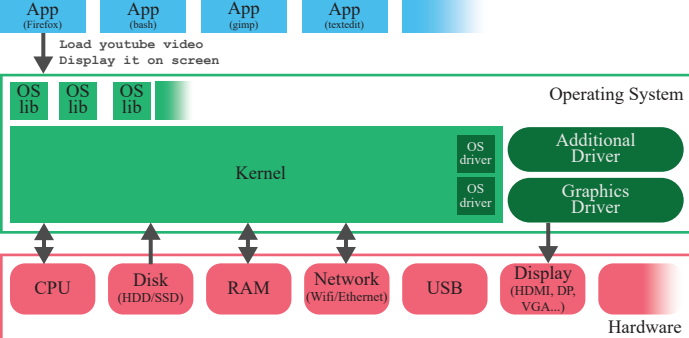 App
(Firefox)
App
(bash)
App
(gimp)
App
(textedit)
Load youtube video
Display it on screen
OS
lib
OS
lib
OS
lib
Operating System
Kernel
OS
driver
OS
driver
Additional
Driver
Graphics
Driver
CPU
Disk
(HDD/SSD)
RAM
Network
(Wifi/Ethernet)
USB
Display
(HDMI, DP,
VGA...)
Hardware